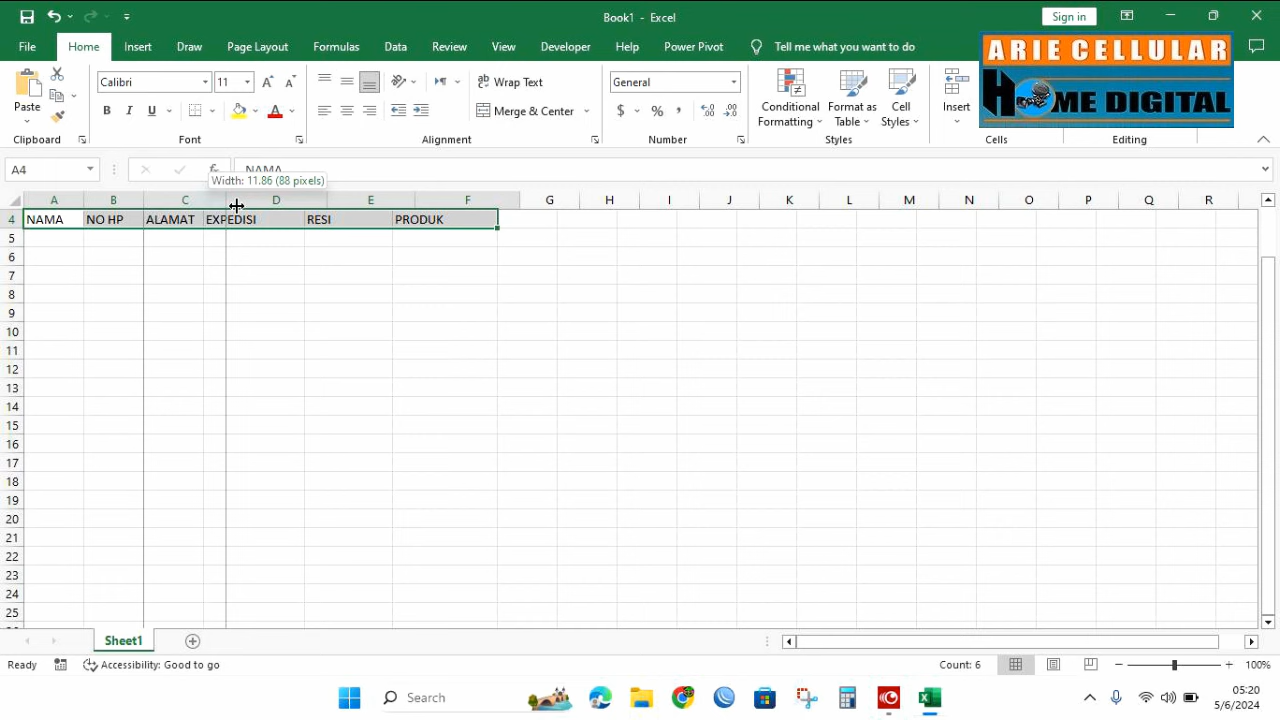 Book1 - Excel
Sign in
File Home Insert Draw Page Layout Formulas Data Review View Developer Help Power Pivot Tell me what you want to do
ARIE CELLULAR
HOME DIGITAL
Paste
Clipboard
Calibri 11
B I U A
Font
Wrap Text
Merge & Center
Alignment
General
$ % ,
Number
Conditional Formatting
Format as Table
Cell Styles
Styles
Insert
Cells
Editing
A4
NAMA
Width: 11.86 (88 pixels)
A B C D E F G H I J K L M N O P Q R
4 NAMA NO HP ALAMAT EXPEDISI RESI PRODUK
5
6
7
8
9
10
11
12
13
14
15
16
17
18
19
20
21
22
23
24
25
Sheet1
Ready Accessibility: Good to go Count: 6 100%
Search
05:20
5/6/2024